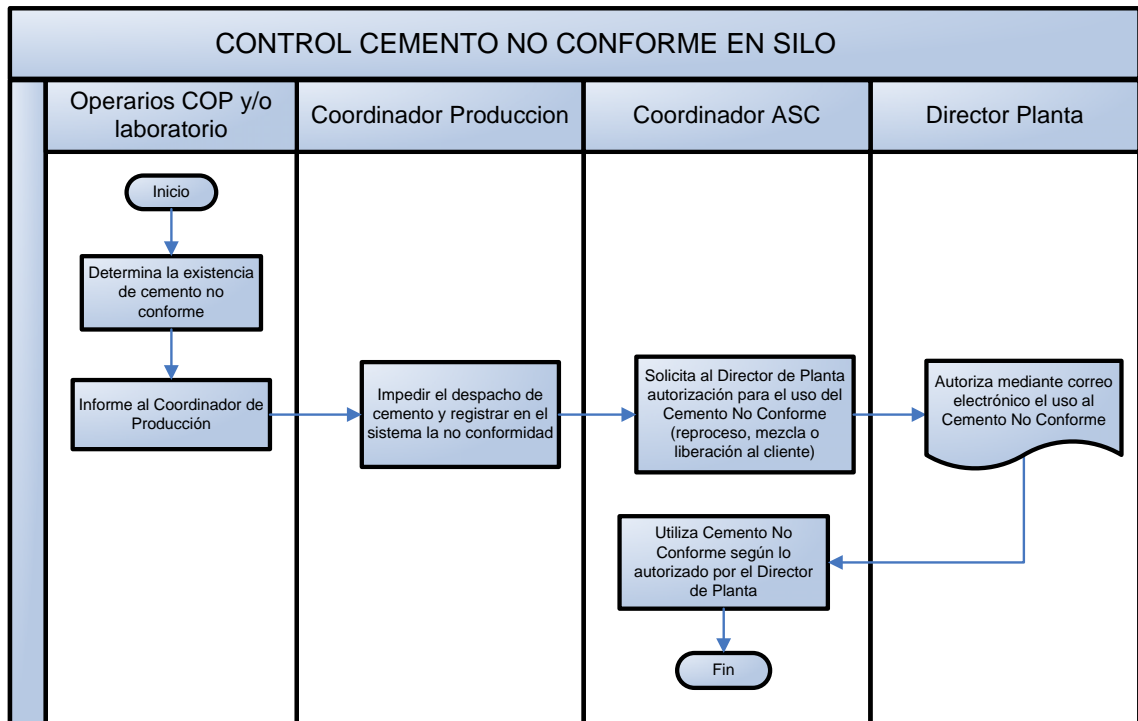 CONTROL CEMENTO NO CONFORME EN SILO
Operarios COP y/o
laboratorio
Coordinador Produccion
Coordinador ASC
Director Planta
Inicio
Determina la existencia
de cemento no
conforme
Informe al Coordinador de
Producción
Impedir el despacho de
cemento y registrar en el
sistema la no conformidad
Solicita al Director de Planta
autorización para el uso del
Cemento No Conforme
(reproceso, mezcla o
liberación al cliente)
Autoriza mediante correo
electrónico el uso al
Cemento No Conforme
Utiliza Cemento No
Conforme según lo
autorizado por el Director
de Planta
Fin